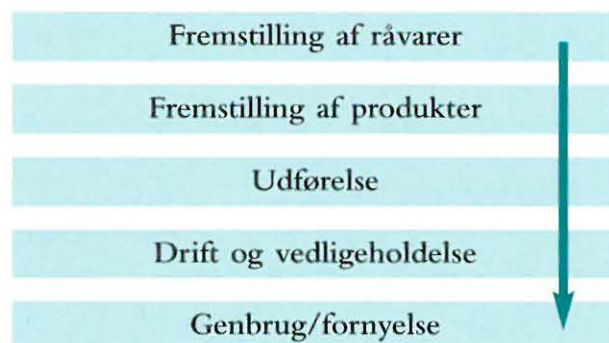 Fremstilling af råvarer
Fremstilling af produkter
Udførelse
Drift og vedligeholdelse
Genbrug/fornyelse